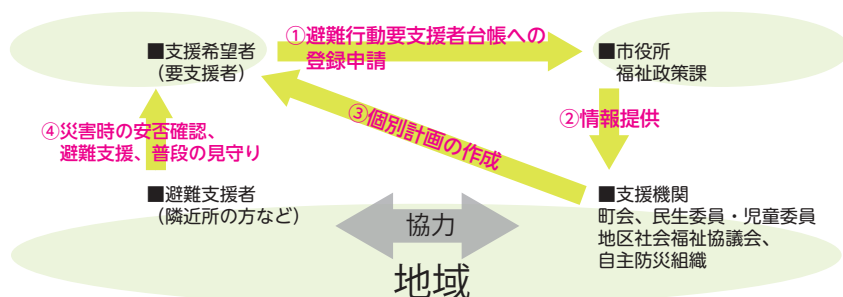 ①避難行動要支援者台帳への
登録申請
■支援希望者
（要支援者）
■市役所
福祉政策課
②情報提供
③個別計画の作成
④災害時の安否確認、
避難支援、普段の見守り
■避難支援者
（隣近所の方など）
■支援機関
町会、民生委員・児童委員
地区社会福祉協議会、
自主防災組織
協力
地域